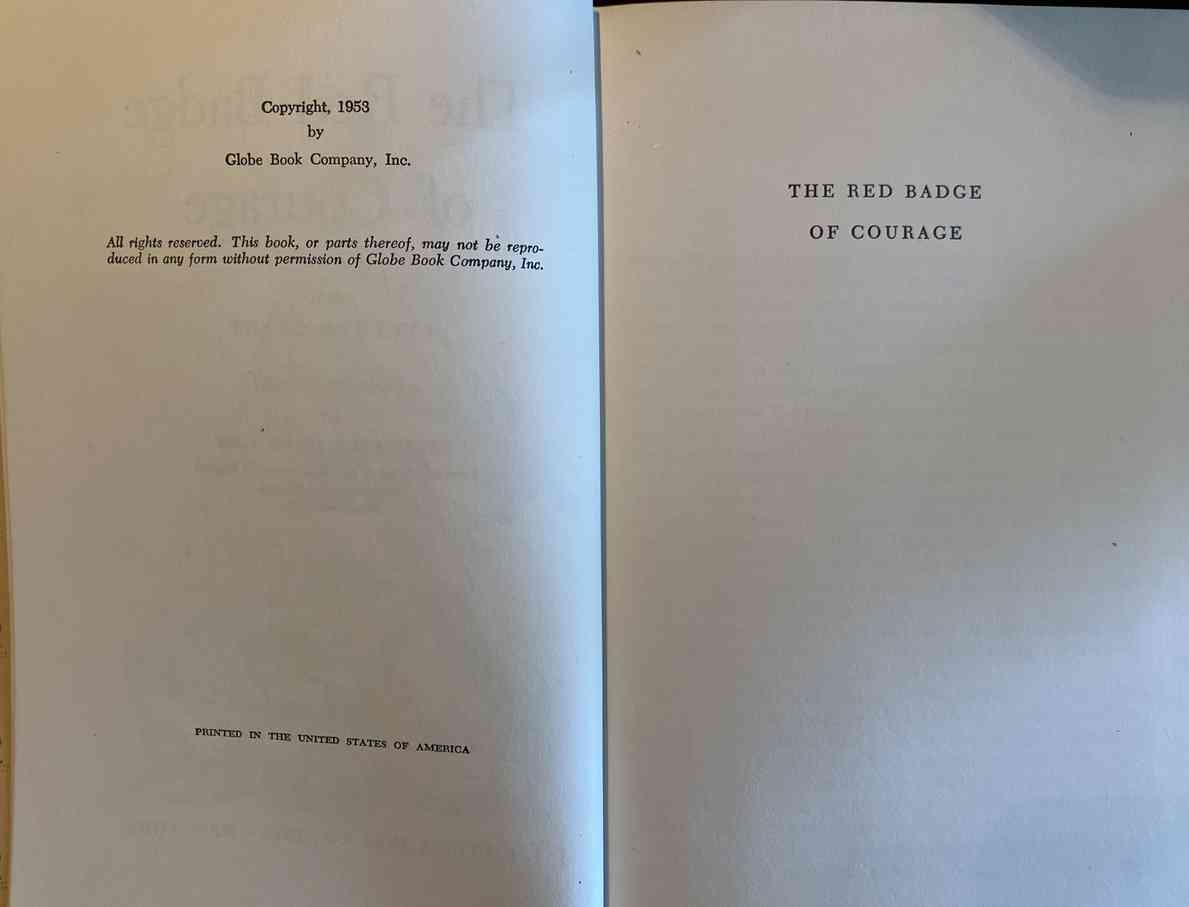 Copyright, 1953
by
Globe Book Company, Inc.
All rights reserved. This book, or parts thereof, may not be repro-
duced in any form without permission of Globe Book Company, Inc.
PRINTED IN THE UNITED STATES OF AMERICA
THE RED BADGE
OF COURAGE